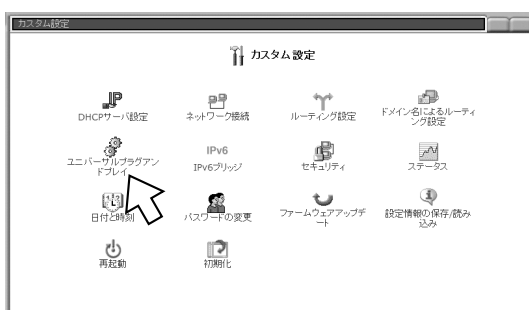 カスタム設定
カスタム設定
DHCPサーバ設定
ネットワーク接続
ルーティング設定
ドメイン名によるルーティ
ング設定
ユニバーサルプラグアン
ドプレイ
IPv6
IPv6ブリッジ
セキュリティ
ステータス
日付と時刻
パスワードの変更
ファームウェアアップデ
ート
設定情報の保存/読み
込み
再起動
初期化